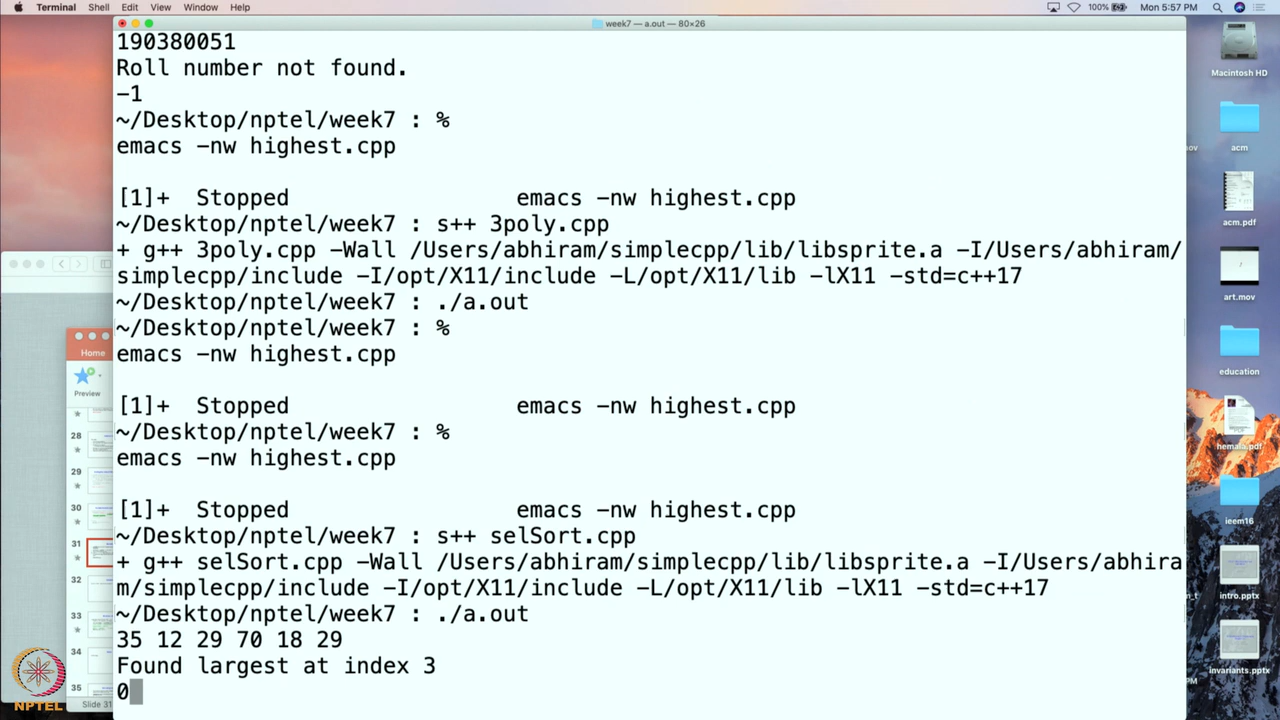 Terminal Shell Edit View Window Help
100% Mon 5:57 PM
week7 — a.out — 80×26
190380051
Roll number not found.
-1
~/Desktop/nptel/week7 : %
emacs -nw highest.cpp
[1]+ Stopped emacs -nw highest.cpp
~/Desktop/nptel/week7 : s++ 3poly.cpp
+ g++ 3poly.cpp -Wall /Users/abhiram/simplecpp/lib/libsprite.a -I/Users/abhiram/
simplecpp/include -I/opt/X11/include -L/opt/X11/lib -lX11 -std=c++17
~/Desktop/nptel/week7 : ./a.out
~/Desktop/nptel/week7 : %
emacs -nw highest.cpp
[1]+ Stopped emacs -nw highest.cpp
~/Desktop/nptel/week7 : %
emacs -nw highest.cpp
[1]+ Stopped emacs -nw highest.cpp
~/Desktop/nptel/week7 : s++ selSort.cpp
+ g++ selSort.cpp -Wall /Users/abhiram/simplecpp/lib/libsprite.a -I/Users/abhira
m/simplecpp/include -I/opt/X11/include -L/opt/X11/lib -lX11 -std=c++17
~/Desktop/nptel/week7 : ./a.out
35 12 29 70 18 29
Found largest at index 3
0
Home
Preview
28
29
30
31
32
33
34
35
Slide 31
NPTEL
Macintosh HD
acm
acm.pdf
art.mov
education
hemala.pdf
ieem16
intro.pptx
invariants.pptx